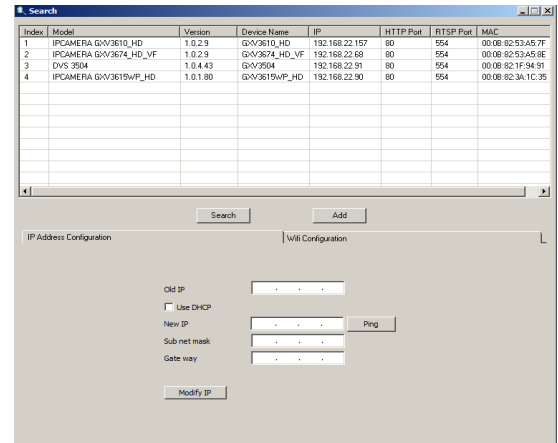 Search
Index Model Version Device Name IP HTTP Port RTSP Port MAC
1 IPCAMERA GXV3610_HD 1.0.2.9 GXV3610_HD 192.168.22.157 80 554 00:0B:82:53:A5:7F
2 IPCAMERA GXV3674_HD_VF 1.0.2.9 GXV3674_HD_VF 192.168.22.68 80 554 00:0B:82:53:A5:8E
3 DVS 3504 1.0.4.43 GXV3504 192.168.22.91 80 554 00:0B:82:1F:94:91
4 IPCAMERA GXV3615WP_HD 1.0.1.80 GXV3615WP_HD 192.168.22.90 80 554 00:0B:82:3A:1C:35
Search Add
IP Address Configuration Wifi Configuration
Old IP . . .
Use DHCP
New IP . . . Ping
Sub net mask . . .
Gate way . . .
Modify IP